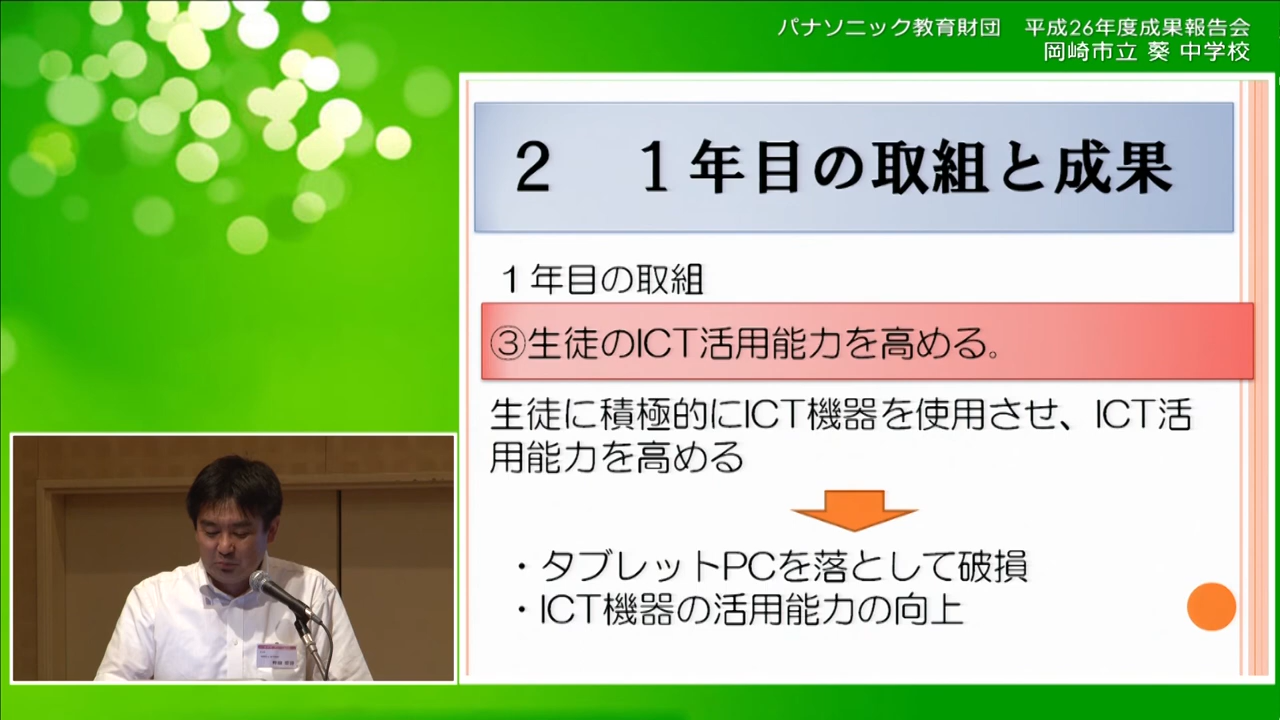 パナソニック教育財団　平成26年度成果報告会
岡崎市立 葵 中学校
２　１年目の取組と成果
１年目の取組
③生徒のICT活用能力を高める。
生徒に積極的にICT機器を使用させ、ICT活
用能力を高める
・タブレットPCを落として破損
・ICT機器の活用能力の向上